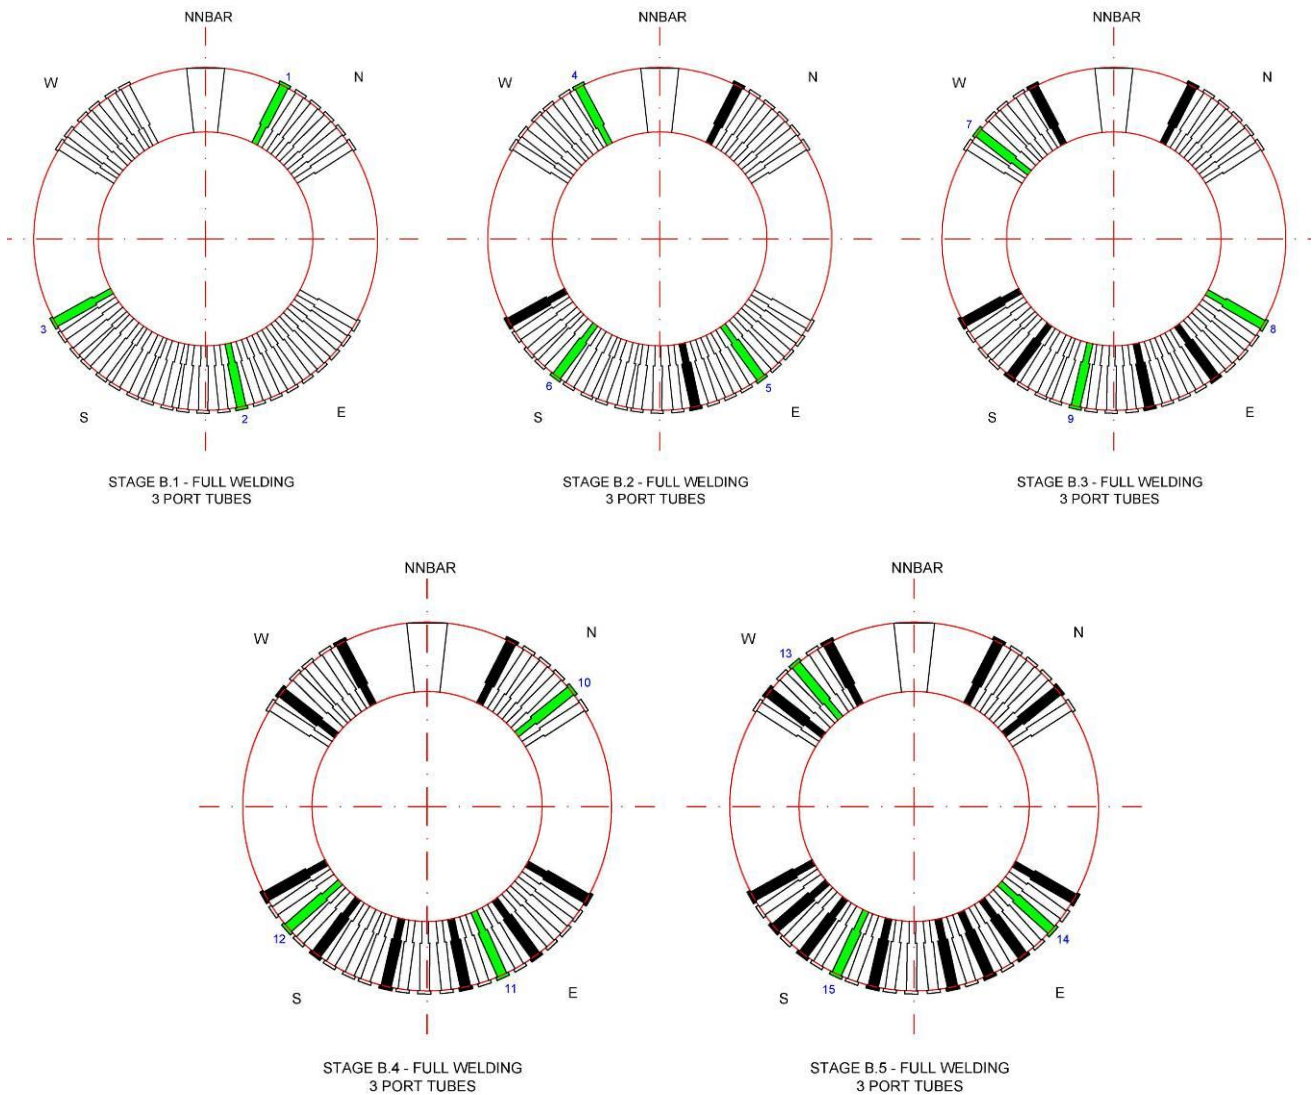 NNBAR
W
1
N
3
2
S
E
STAGE B.1 - FULL WELDING
3 PORT TUBES
NNBAR
W
4
N
6
5
S
E
STAGE B.2 - FULL WELDING
3 PORT TUBES
NNBAR
W
N
7
8
S
9
E
STAGE B.3 - FULL WELDING
3 PORT TUBES
NNBAR
W
N
10
12
11
S
E
STAGE B.4 - FULL WELDING
3 PORT TUBES
NNBAR
W
13
N
14
S
15
E
STAGE B.5 - FULL WELDING
3 PORT TUBES